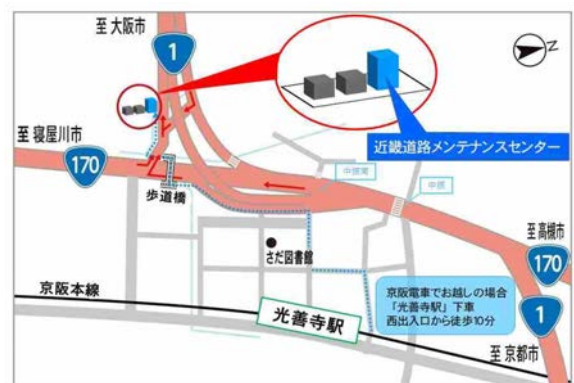 至 大阪市
1
N
近畿道路メンテナンスセンター
至 寝屋川市
170
歩道橋
中振
さだ図書館
至 高槻市
170
京阪本線
光善寺駅
京阪電車でお越しの場合
「光善寺駅」下車
西出入口から徒歩10分
1
至 京都市